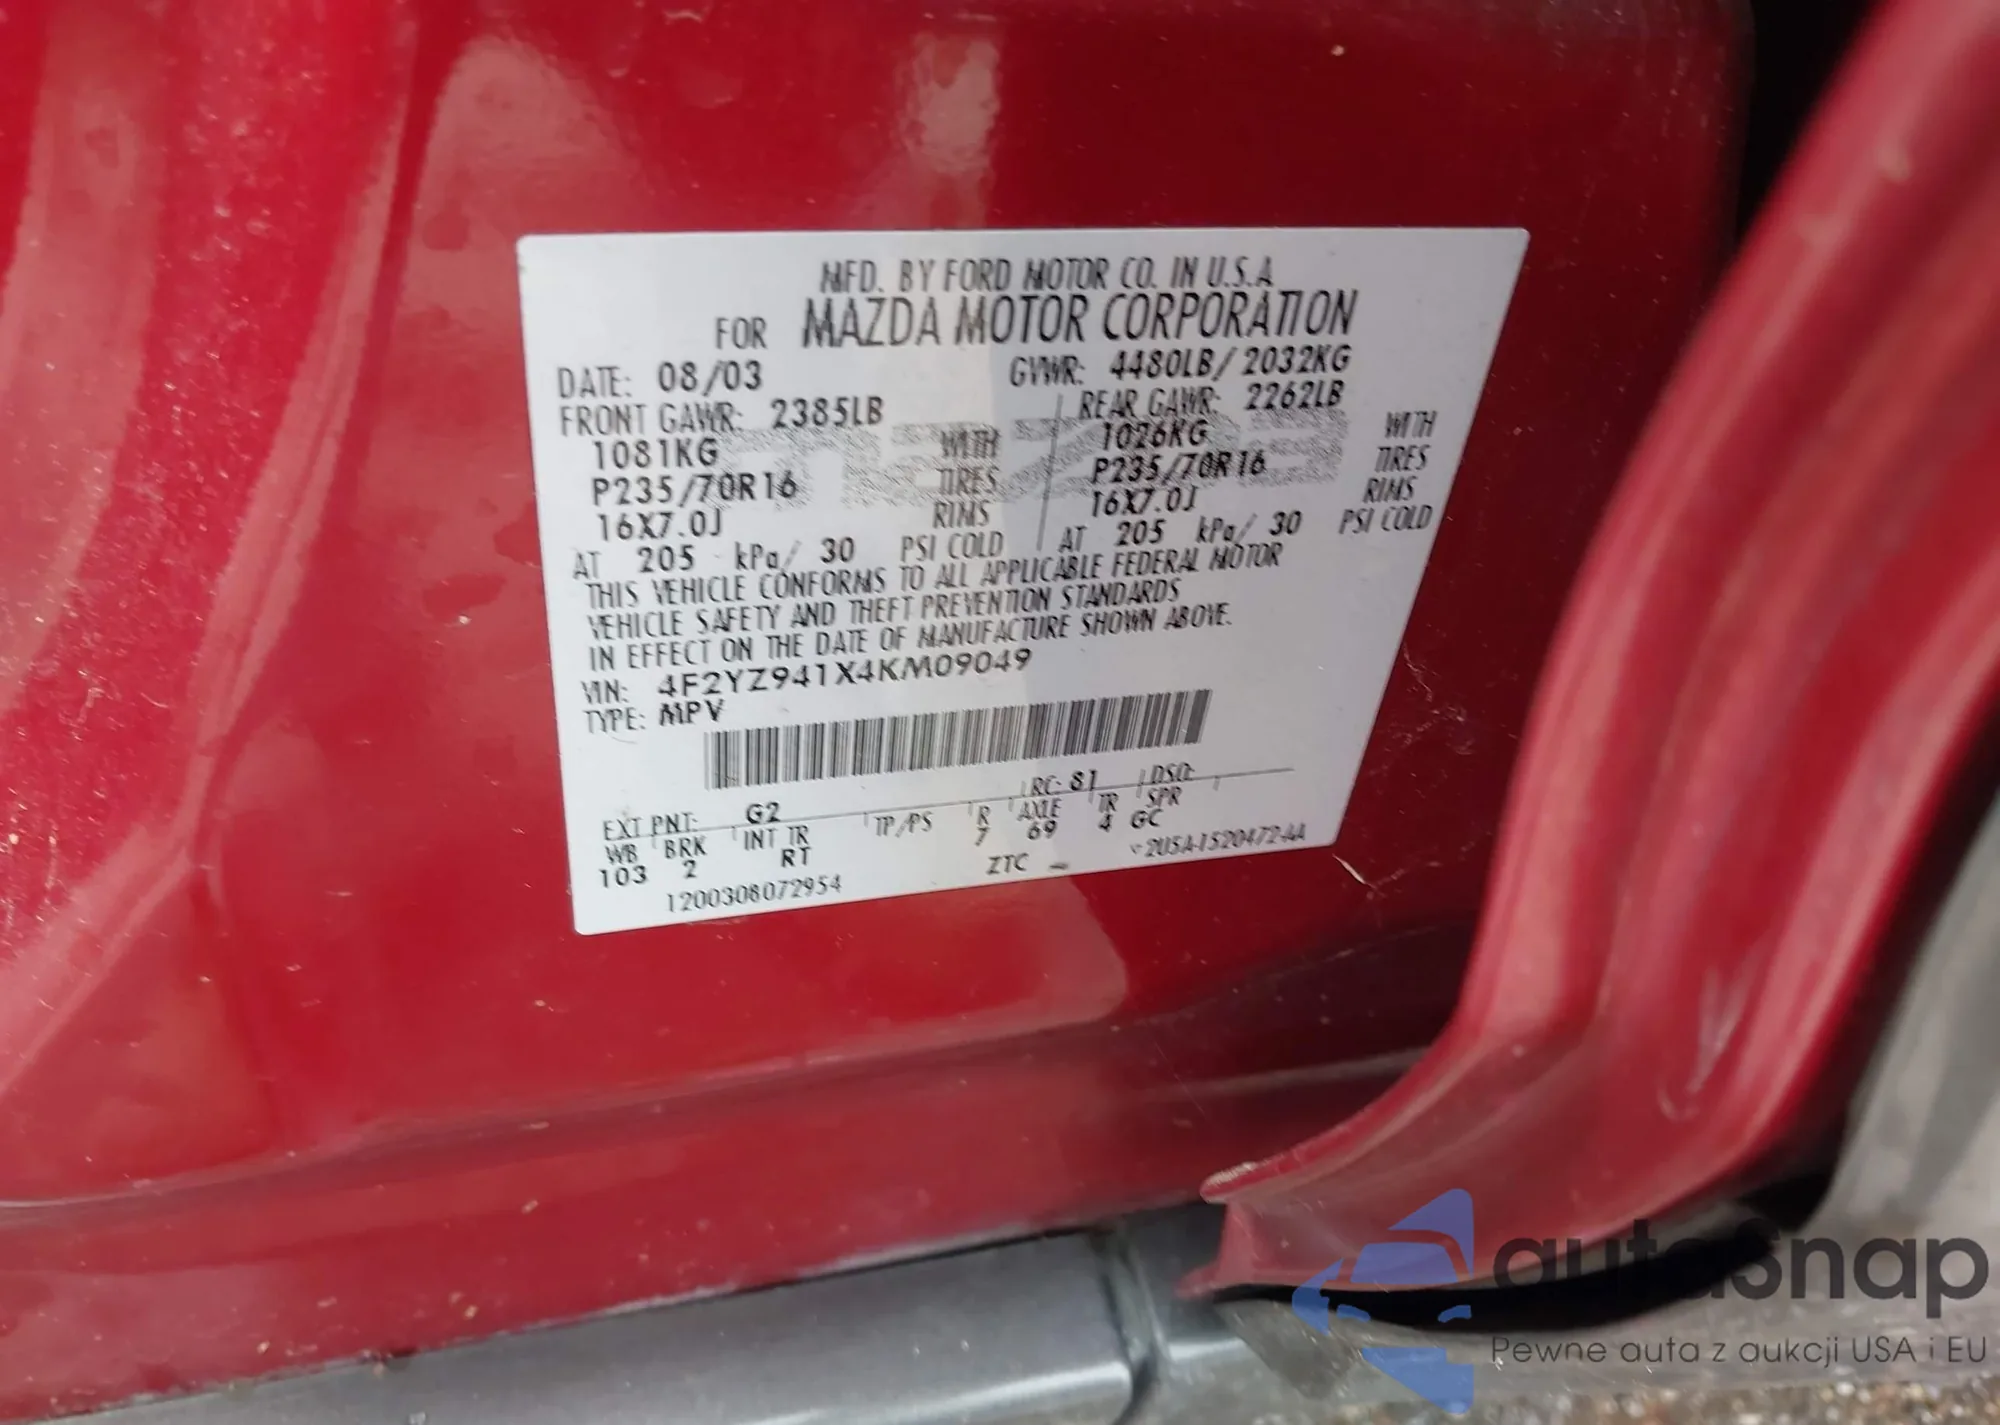 MFD. BY FORD MOTOR CO. IN U.S.A
FOR MAZDA MOTOR CORPORATION
DATE: 08/03 GVWR: 4480LB/ 2032KG
FRONT GAWR: 2385LB REAR GAWR: 2262LB
1081KG WITH 1026KG WITH
P235/70R16 TIRES P235/70R16 TIRES
16X7.0J RIMS 16X7.0J RIMS
AT 205 kPa/ 30 PSI COLD AT 205 kPa/ 30 PSI COLD
THIS VEHICLE CONFORMS TO ALL APPLICABLE FEDERAL MOTOR
VEHICLE SAFETY AND THEFT PREVENTION STANDARDS
IN EFFECT ON THE DATE OF MANUFACTURE SHOWN ABOVE.
VIN: 4F2YZ941X4KM09049
TYPE: MPV
EXT PNT: G2 RC: 81 DSO:
WB BRK INT TR TP/PS R AXLE TR SPR
103 2 RT 7 69 4 GC
1200308072954 ZTC - 2U5A-1520472-AA
autosnap
Pewne auta z aukcji USA i EU